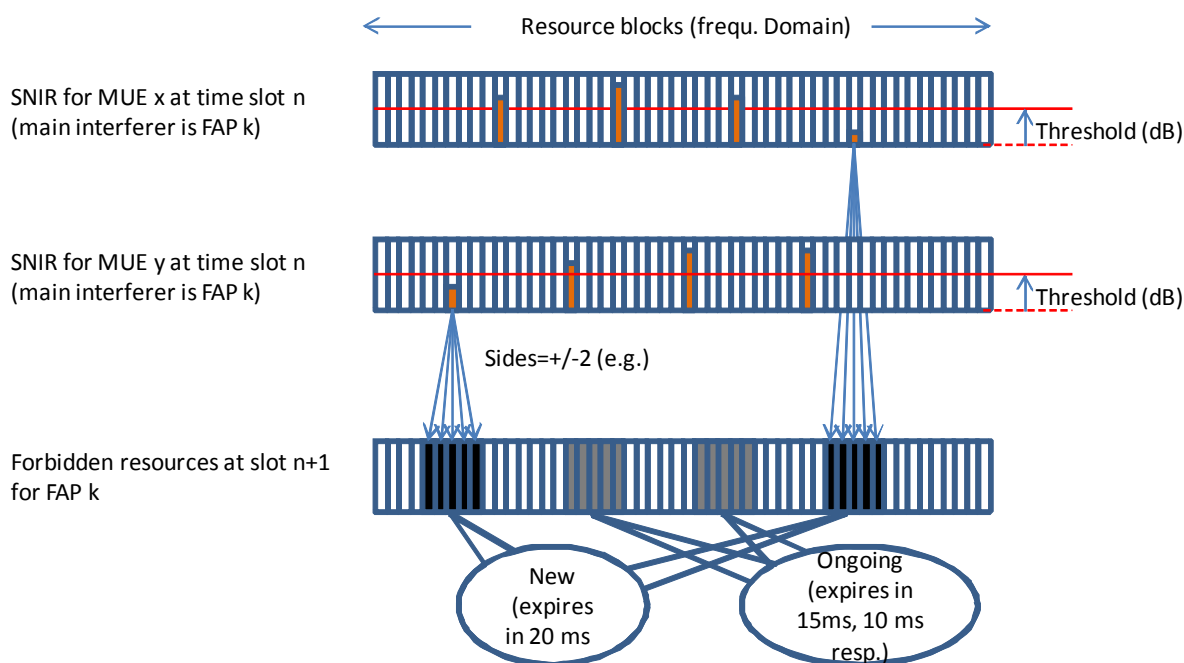 Resource blocks (frequ. Domain)
SNIR for MUE x at time slot n
(main interferer is FAP k)
Threshold (dB)
SNIR for MUE y at time slot n
(main interferer is FAP k)
Threshold (dB)
Sides=+/-2 (e.g.)
Forbidden resources at slot n+1
for FAP k
New
(expires
in 20 ms
Ongoing
(expires in
15ms, 10 ms
resp.)